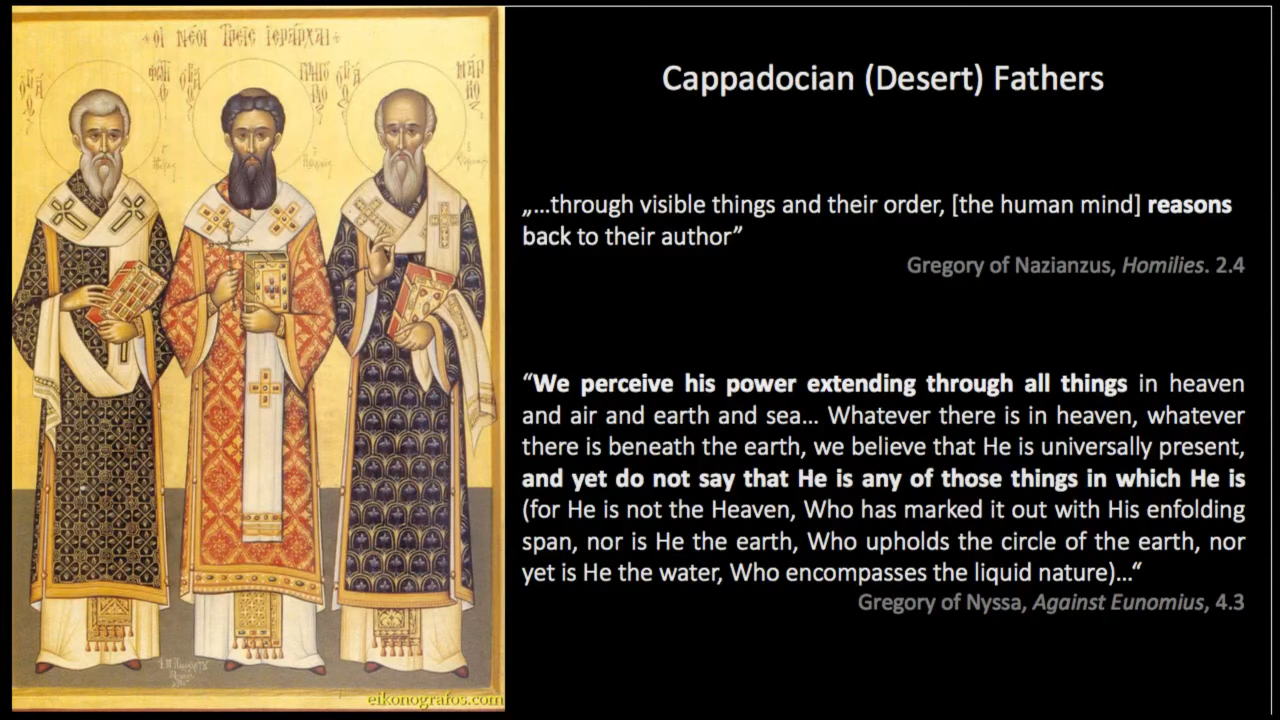 οἱ Νέοι Τρεῖς Ἱεράρχαι
Cappadocian (Desert) Fathers
„…through visible things and their order, [the human mind] reasons
back to their author”
Gregory of Nazianzus, Homilies. 2.4
“We perceive his power extending through all things in heaven
and air and earth and sea… Whatever there is in heaven, whatever
there is beneath the earth, we believe that He is universally present,
and yet do not say that He is any of those things in which He is
(for He is not the Heaven, Who has marked it out with His enfolding
span, nor is He the earth, Who upholds the circle of the earth, nor
yet is He the water, Who encompasses the liquid nature)…“
Gregory of Nyssa, Against Eunomius, 4.3
eikonografos.com